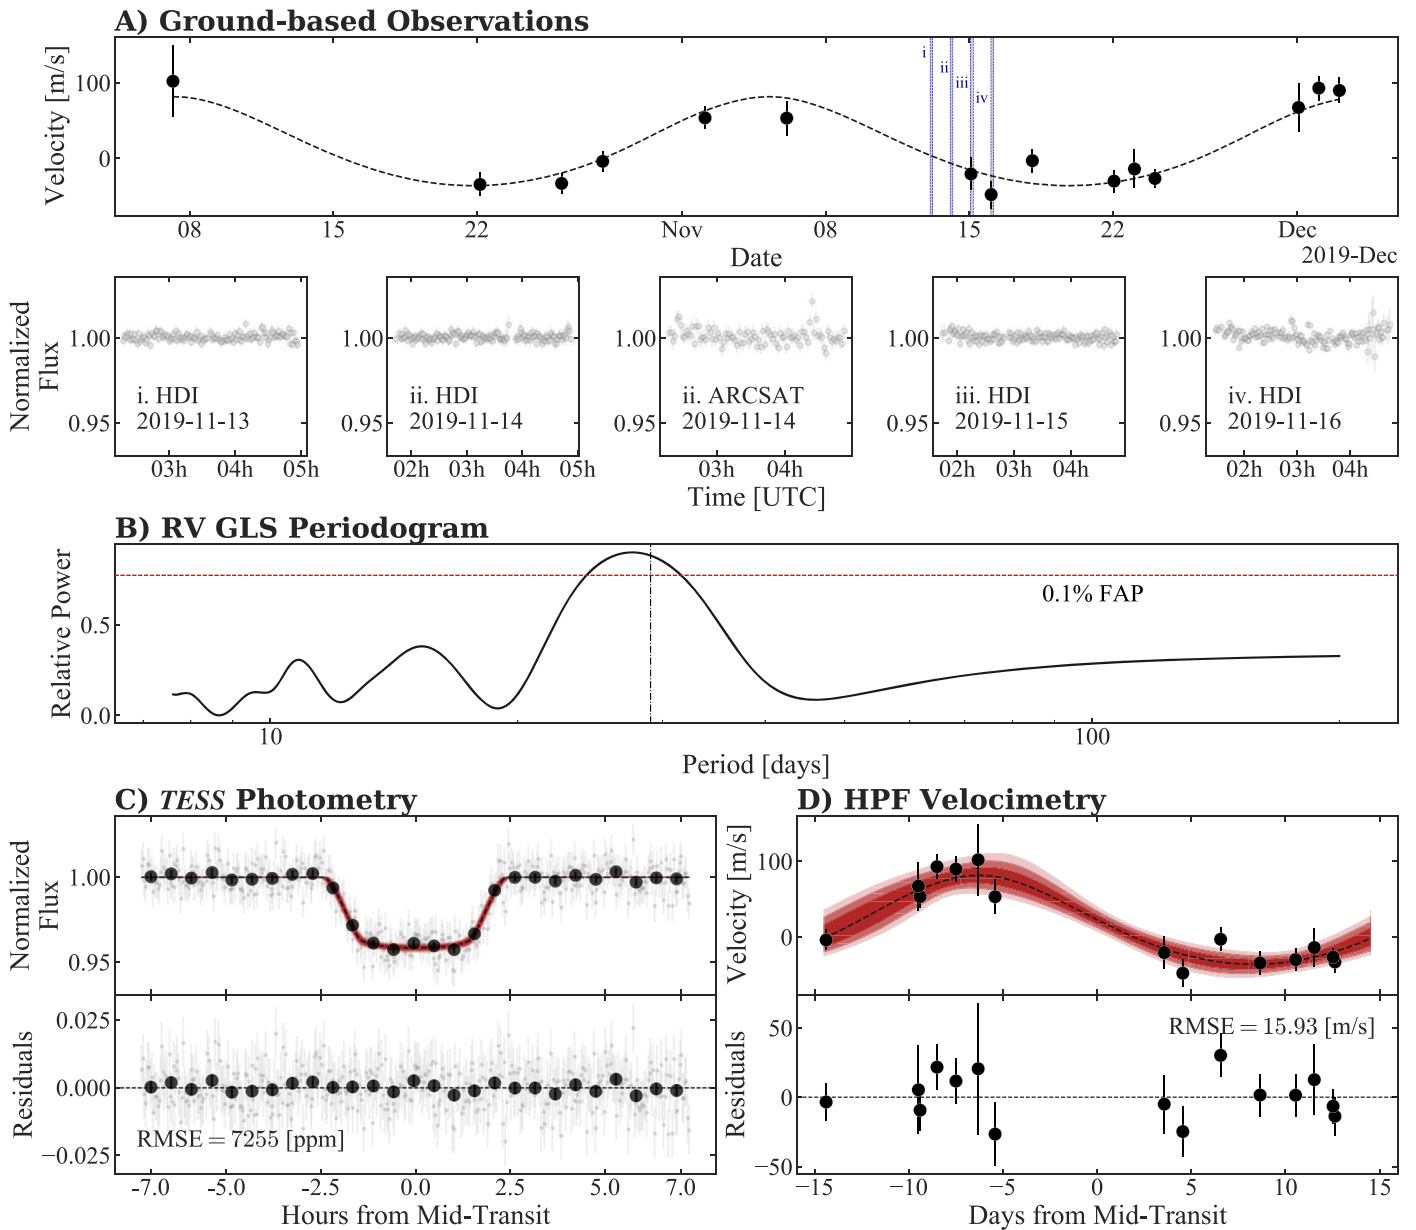 A) Ground-based Observations
Velocity [m/s]
100
0
i
ii
iii
iv
08 15 22 Nov 08 15 22 Dec
Date
2019-Dec
Normalized
Flux
1.00
0.95
i. HDI
2019-11-13
03h 04h 05h
1.00
0.95
ii. HDI
2019-11-14
02h 03h 04h 05h
1.00
0.95
ii. ARCSAT
2019-11-14
03h 04h
1.00
0.95
iii. HDI
2019-11-15
02h 03h 04h
1.00
0.95
iv. HDI
2019-11-16
02h 03h 04h
Time [UTC]
B) RV GLS Periodogram
Relative Power
0.5
0.0
0.1% FAP
10 100
Period [days]
C) TESS Photometry
Normalized
Flux
1.00
0.95
Residuals
0.025
0.000
−0.025
RMSE = 7255 [ppm]
-7.0 -5.0 -2.5 0.0 2.5 5.0 7.0
Hours from Mid-Transit
D) HPF Velocimetry
Velocity [m/s]
100
0
Residuals
50
0
−50
RMSE = 15.93 [m/s]
−15 −10 −5 0 5 10 15
Days from Mid-Transit